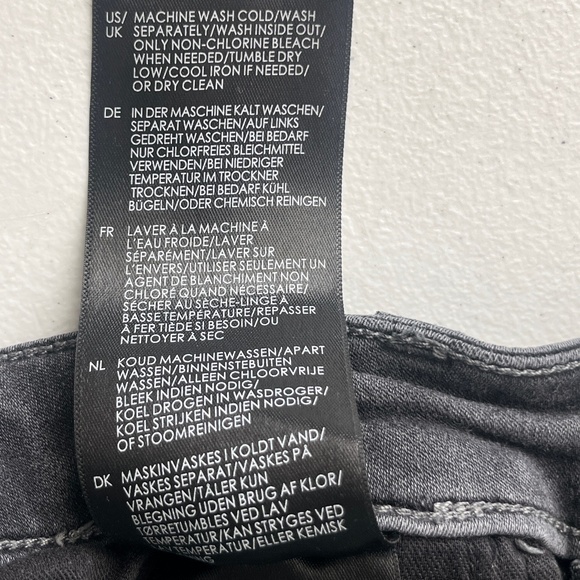 US/ MACHINE WASH COLD/WASH
UK SEPARATELY/WASH INSIDE OUT/
ONLY NON-CHLORINE BLEACH
WHEN NEEDED/TUMBLE DRY
LOW/COOL IRON IF NEEDED/
OR DRY CLEAN
DE IN DER MASCHINE KALT WASCHEN/
SEPARAT WASCHEN/AUF LINKS
GEDREHT WASCHEN/BEI BEDARF
NUR CHLORFREIES BLEICHMITTEL
VERWENDEN/BEI NIEDRIGER
TEMPERATUR IM TROCKNER
TROCKNEN/BEI BEDARF KÜHL
BÜGELN/ODER CHEMISCH REINIGEN
FR LAVER À LA MACHINE À
L'EAU FROIDE/LAVER
SÉPARÉMENT/LAVER SUR
L'ENVERS/UTILISER SEULEMENT UN
AGENT DE BLANCHIMENT NON
CHLORÉ QUAND NÉCESSAIRE/
SÉCHER AU SÈCHE-LINGE À
BASSE TEMPÉRATURE/REPASSER
À FER TIÈDE SI BESOIN/OU
NETTOYER À SEC
NL KOUD MACHINEWASSEN/APART
WASSEN/BINNENSTEBUITEN
WASSEN/ALLEEN CHLOORVRIJE
BLEEK INDIEN NODIG/
KOEL DROGEN IN WASDROGER/
KOEL STRIJKEN INDIEN NODIG/
OF STOOMREINIGEN
DK MASKINVASKES I KOLDT VAND/
VASKES SEPARAT/VASKES PÅ
VRANGEN/TÅLER KUN
BLEGNING UDEN BRUG AF KLOR/
TØRRETUMBLES VED LAV
TEMPERATUR/KAN STRYGES VED
TEMPERATUR/ELLER KEMISK